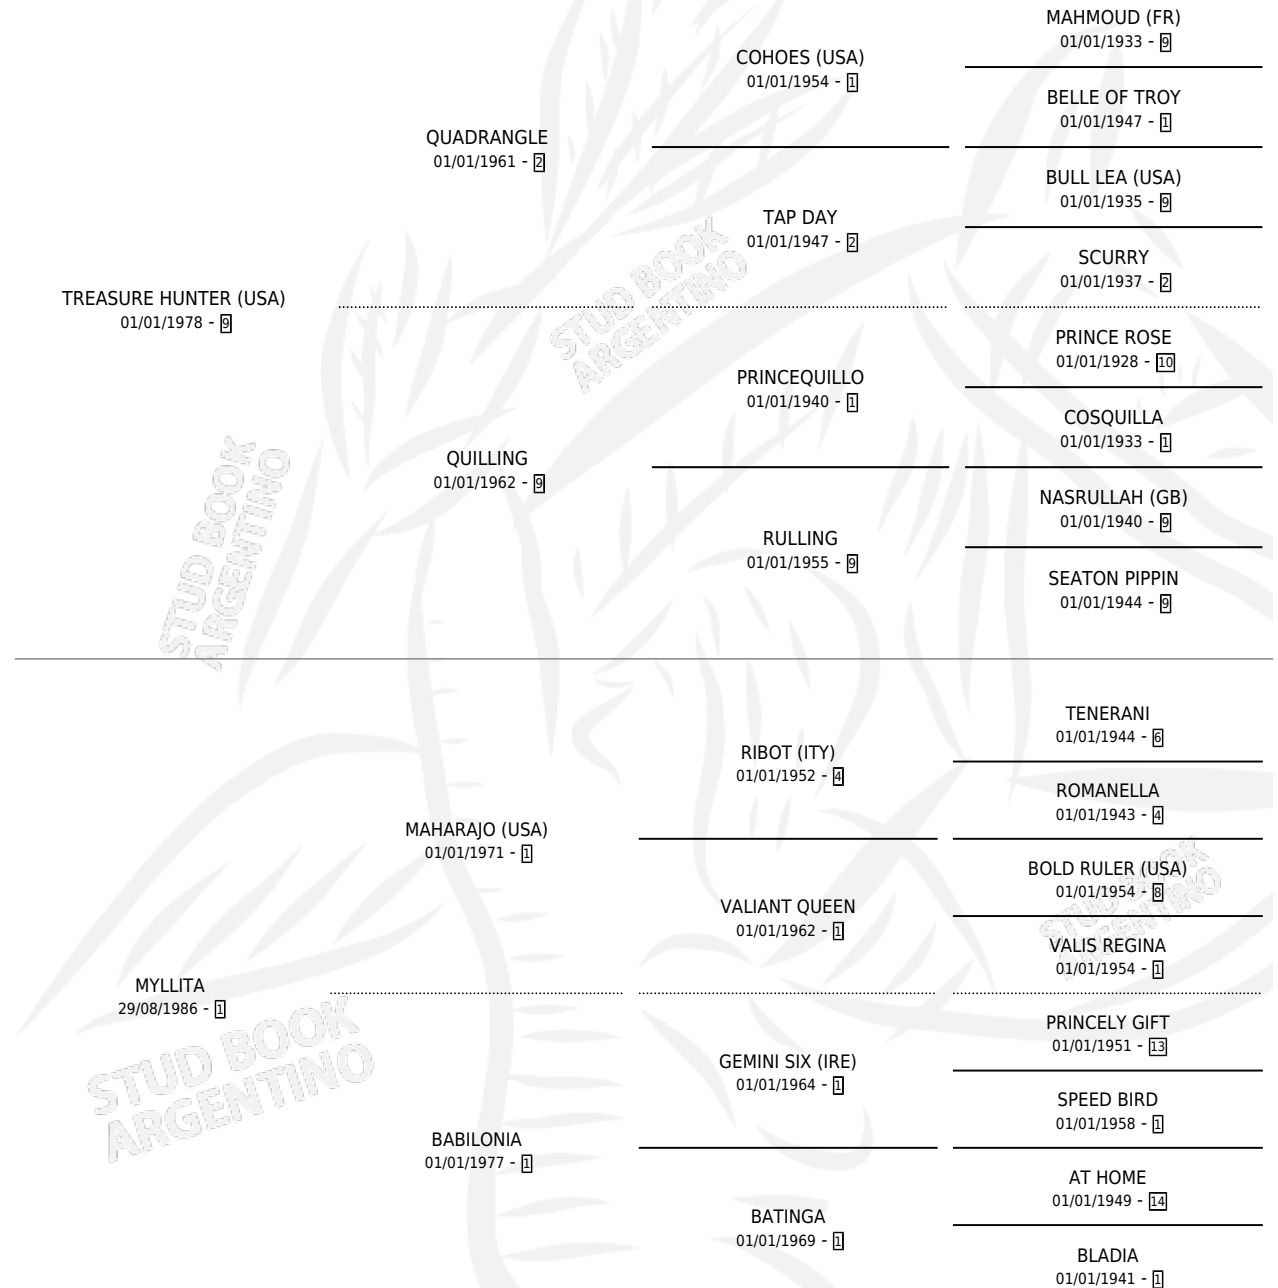 MAHMOUD (FR)
01/01/1933 - 9
COHOES (USA)
01/01/1954 - 1
BELLE OF TROY
01/01/1947 - 1
QUADRANGLE
01/01/1961 - 2
BULL LEA (USA)
01/01/1935 - 9
TAP DAY
01/01/1947 - 2
SCURRY
01/01/1937 - 2
TREASURE HUNTER (USA)
01/01/1978 - 9
PRINCE ROSE
01/01/1928 - 10
PRINCEQUILLO
01/01/1940 - 1
COSQUILLA
01/01/1933 - 1
QUILLING
01/01/1962 - 9
NASRULLAH (GB)
01/01/1940 - 9
RULLING
01/01/1955 - 9
SEATON PIPPIN
01/01/1944 - 9
STUD BOOK
ARGENTINO
STUD BOOK
ARGENTINO
TENERANI
01/01/1944 - 6
RIBOT (ITY)
01/01/1952 - 4
ROMANELLA
01/01/1943 - 4
MAHARAJO (USA)
01/01/1971 - 1
BOLD RULER (USA)
01/01/1954 - 8
VALIANT QUEEN
01/01/1962 - 1
VALIS REGINA
01/01/1954 - 1
STUD BOOK
ARGENTINO
MYLLITA
29/08/1986 - 1
PRINCELY GIFT
01/01/1951 - 13
GEMINI SIX (IRE)
01/01/1964 - 1
SPEED BIRD
01/01/1958 - 1
STUD BOOK
ARGENTINO
BABILONIA
01/01/1977 - 1
AT HOME
01/01/1949 - 14
BATINGA
01/01/1969 - 1
BLADIA
01/01/1941 - 1